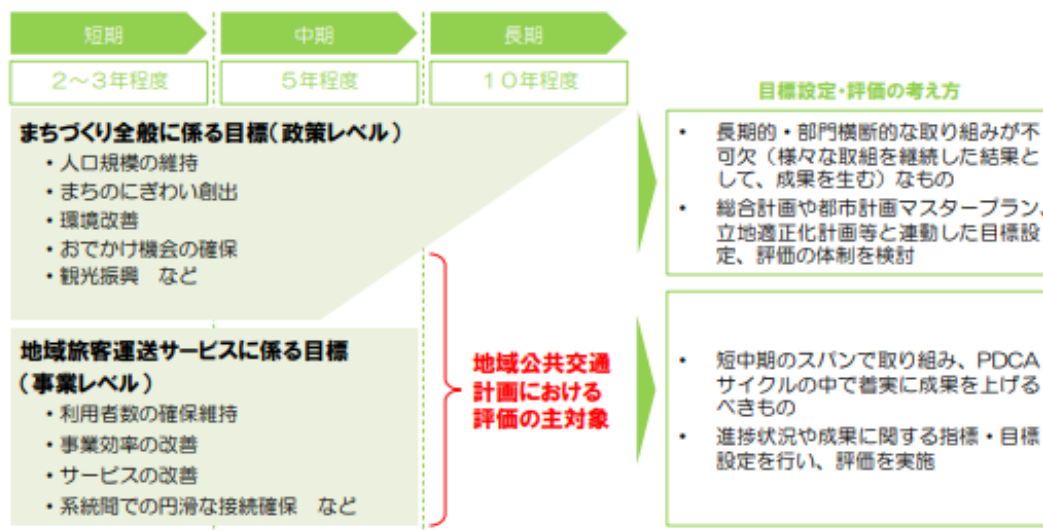 短期
中期
長期
2～3年程度
5年程度
10年程度
まちづくり全般に係る目標（政策レベル）
・人口規模の維持
・まちのにぎわい創出
・環境改善
・おでかけ機会の確保
・観光振興　など
地域旅客運送サービスに係る目標
（事業レベル）
・利用者数の確保維持
・事業効率の改善
・サービスの改善
・系統間での円滑な接続確保　など
地域公共交通
計画における
評価の主対象
目標設定・評価の考え方
• 長期的・部門横断的な取り組みが不
可欠（様々な取組を継続した結果と
して、成果を生む）なもの
• 総合計画や都市計画マスタープラン、
立地適正化計画等と連動した目標設
定、評価の体制を検討
• 短中期のスパンで取り組み、PDCA
サイクルの中で着実に成果を上げる
べきもの
• 進捗状況や成果に関する指標・目標
設定を行い、評価を実施